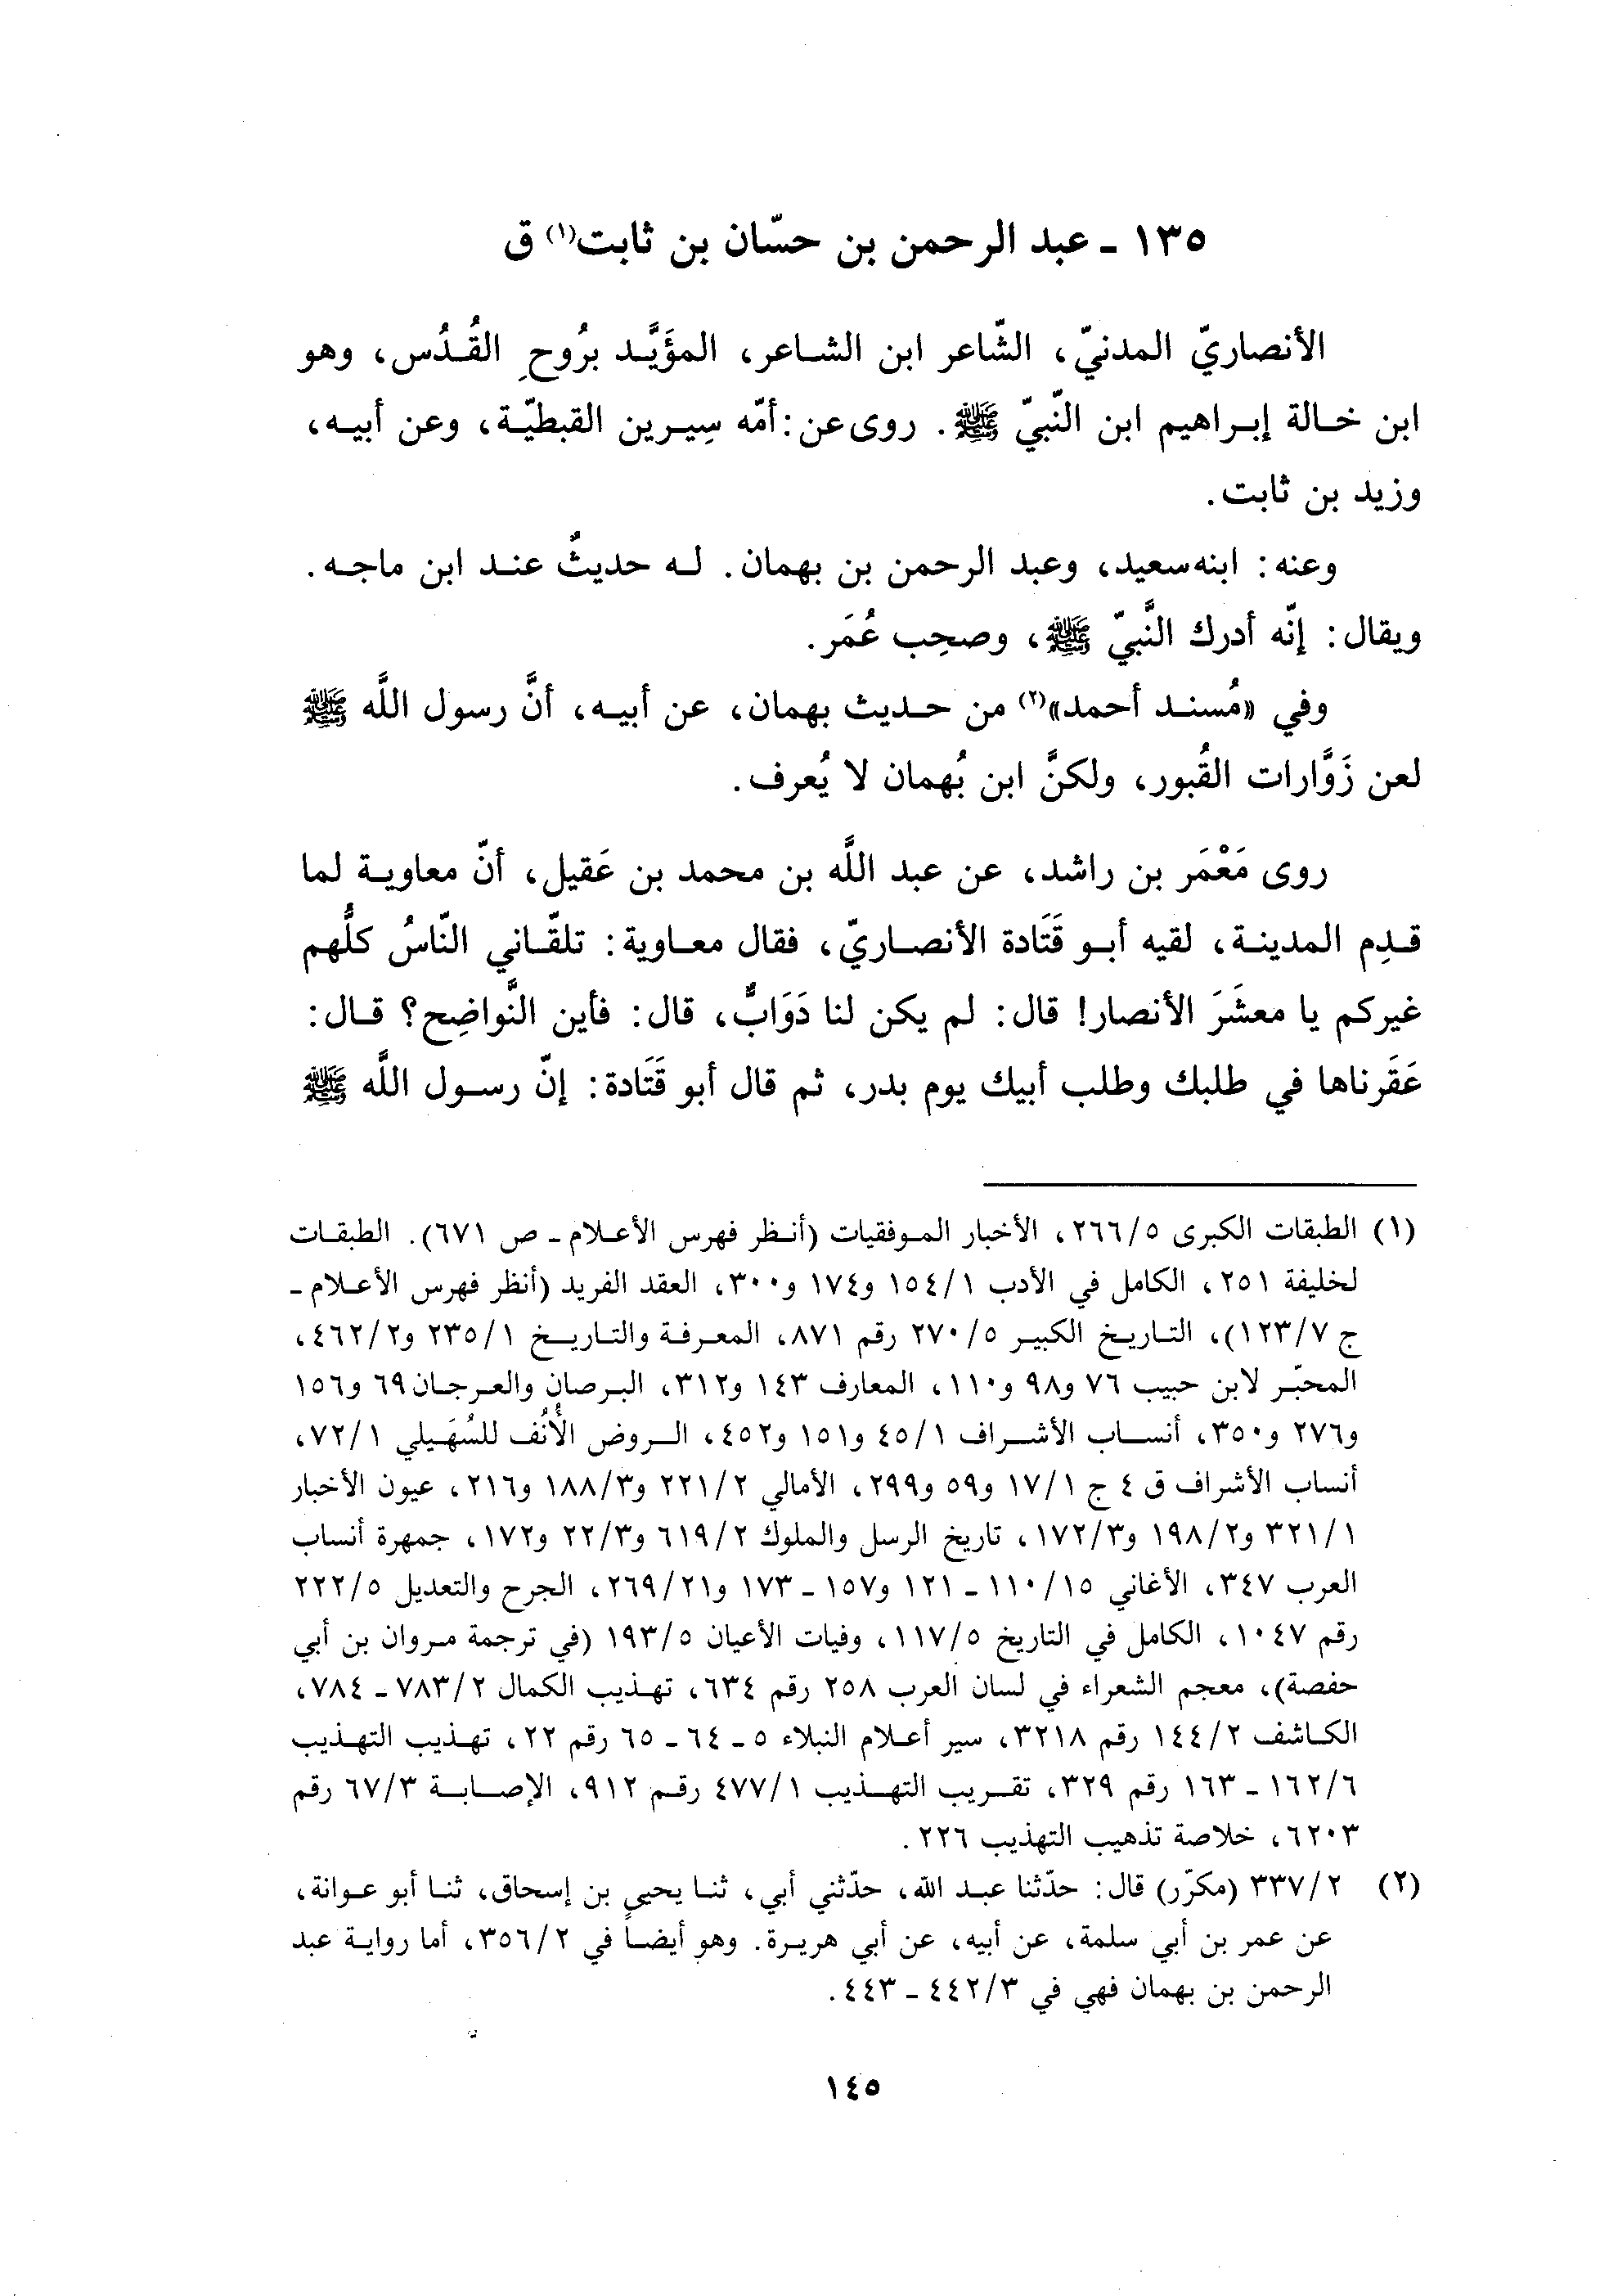 ١٣٥ - عبد الرحمن بن حسّان بن ثابت(١) ق
الأنصاريّ المدنيّ، الشّاعر ابن الشاعر، المؤَيَّد برُوحِ القُدُس، وهو
ابن خالة إبراهيم ابن النّبيّ ﷺ. روى عن: أمّه سِيرين القبطيّة، وعن أبيه،
وزيد بن ثابت.
وعنه: ابنه سعيد، وعبد الرحمن بن بهمان. له حديثٌ عند ابن ماجه.
ويقال: إنّه أدرك النَّبيّ ﷺ، وصحِب عُمَر.
وفي «مُسند أحمد»(٢) من حديث بهمان، عن أبيه، أنَّ رسول اللَّه ﷺ
لعن زَوَّارات القُبور، ولكنَّ ابن بُهمان لا يُعرف.
روى مَعْمَر بن راشد، عن عبد اللَّه بن محمد بن عَقيل، أنّ معاوية لما
قدِم المدينة، لقيه أبو قَتَادة الأنصاريّ، فقال معاوية: تلقّاني النّاسُ كلُّهم
غيركم يا معشَرَ الأنصار! قال: لم يكن لنا دَوَابٌّ، قال: فأين النَّواضِح؟ قال:
عَقَرناها في طلبك وطلب أبيك يوم بدر، ثم قال أبو قَتَادة: إنّ رسول اللَّه ﷺ
(١) الطبقات الكبرى ٢٦٦/٥، الأخبار الموفقيات (أنظر فهرس الأعلام - ص ٦٧١). الطبقات
لخليفة ٢٥١، الكامل في الأدب ١٥٤/١ و١٧٤ و٣٠٠، العقد الفريد (أنظر فهرس الأعلام -
ج ١٢٣/٧)، التاريخ الكبير ٢٧٠/٥ رقم ٨٧١، المعرفة والتاريخ ٢٣٥/١ و٤٦٢/٢،
المحبّر لابن حبيب ٧٦ و٩٨ و١١٠، المعارف ١٤٣ و٣١٢، البرصان والعرجان ٦٩ و١٥٦
و٢٧٦ و٣٥٠، أنساب الأشراف ٤٥/١ و١٥١ و٤٥٢، الروض الأُنُف للسُهَيلي ٧٢/١،
أنساب الأشراف ق ٤ ج ١٧/١ و٥٩ و٢٩٩، الأمالي ٢٢١/٢ و١٨٨/٣ و٢١٦، عيون الأخبار
٣٢١/١ و١٩٨/٢ و١٧٢/٣، تاريخ الرسل والملوك ٦١٩/٢ و٢٢/٣ و١٧٢، جمهرة أنساب
العرب ٣٤٧، الأغاني ١١٠/١٥ - ١٢١ و١٥٧ - ١٧٣ و٢٦٩/٢١، الجرح والتعديل ٢٢٢/٥
رقم ١٠٤٧، الكامل في التاريخ ١١٧/٥، وفيات الأعيان ١٩٣/٥ (في ترجمة مروان بن أبي
حفصة)، معجم الشعراء في لسان العرب ٢٥٨ رقم ٦٣٤، تهذيب الكمال ٧٨٣/٢ - ٧٨٤،
الكاشف ١٤٤/٢ رقم ٣٢١٨، سير أعلام النبلاء ٥ - ٦٤ - ٦٥ رقم ٢٢، تهذيب التهذيب
١٦٢/٦ - ١٦٣ رقم ٣٢٩، تقريب التهذيب ٤٧٧/١ رقم ٩١٢، الإصابة ٦٧/٣ رقم
٦٢٠٣، خلاصة تذهيب التهذيب ٢٢٦.
(٢) ٣٣٧/٢ (مكرّر) قال: حدّثنا عبد الله، حدّثني أبي، ثنا يحيى بن إسحاق، ثنا أبو عوانة،
عن عمر بن أبي سلمة، عن أبيه، عن أبي هريرة. وهو أيضاً في ٣٥٦/٢، أما رواية عبد
الرحمن بن بهمان فهي في ٤٤٢/٣ - ٤٤٣.
١٤٥